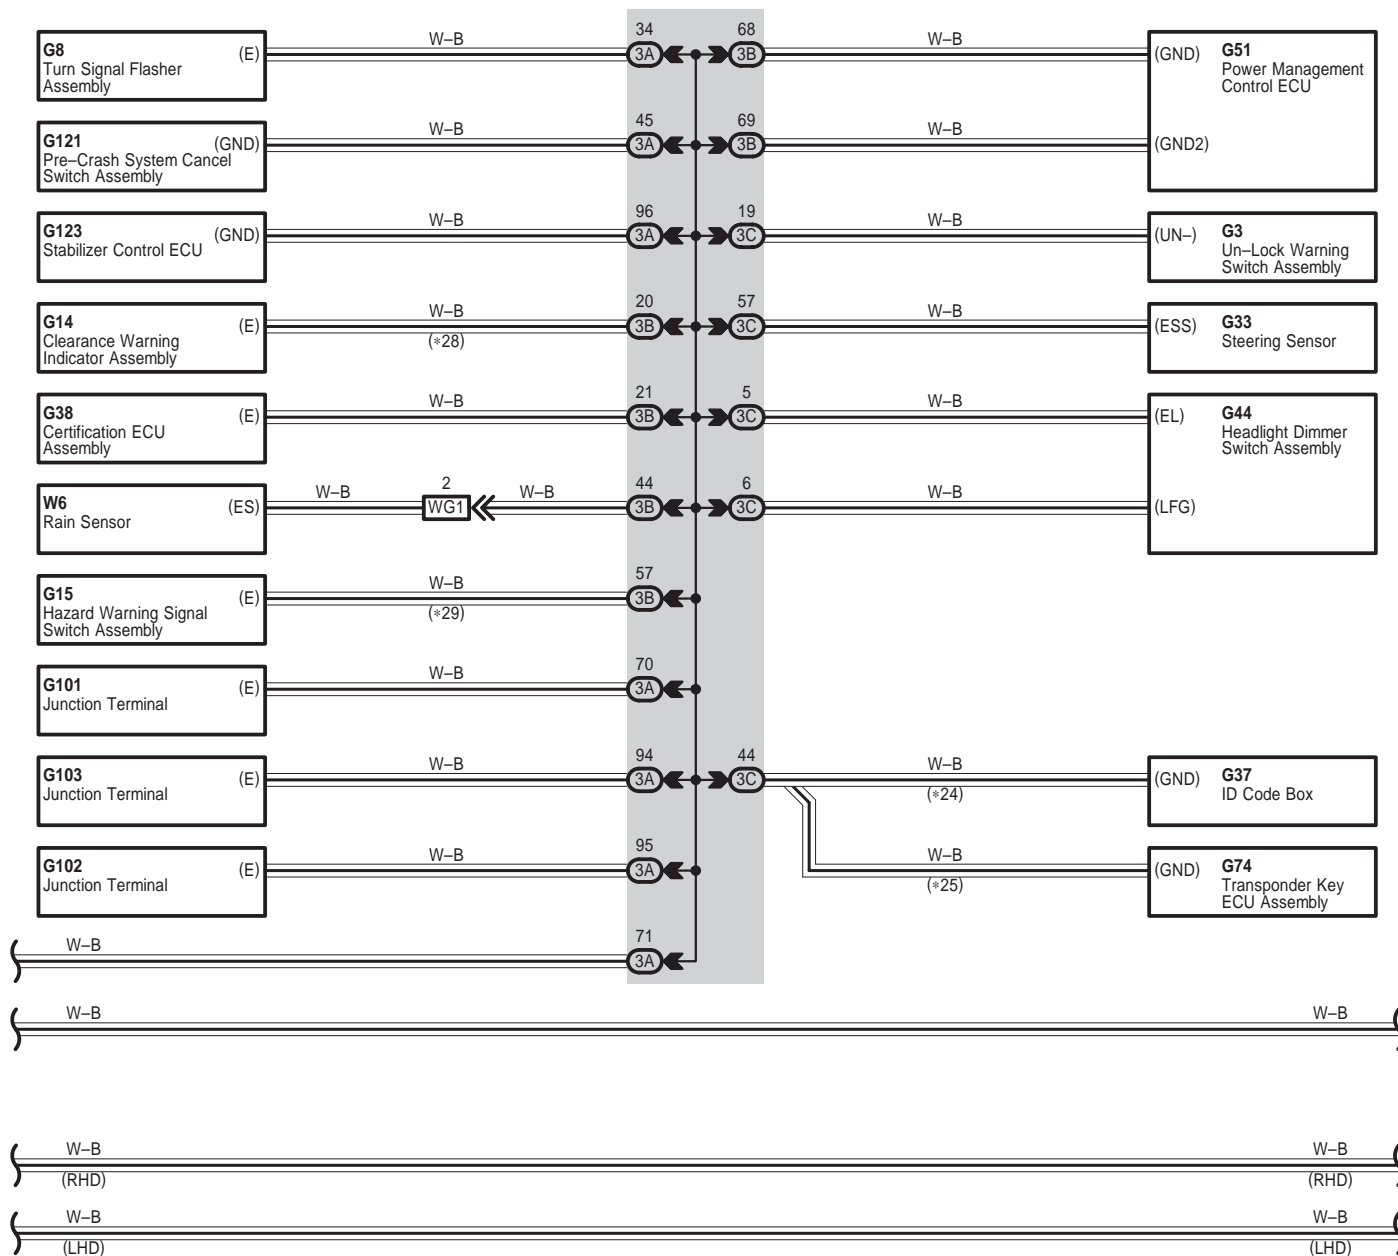 34 68
G8 (E) W–B 3A 3B W–B (GND) G51
Turn Signal Flasher Power Management
Assembly Control ECU
45 69
G121 (GND) W–B 3A 3B W–B (GND2)
Pre–Crash System Cancel
Switch Assembly
96 19
G123 (GND) W–B 3A 3C W–B (UN–) G3
Stabilizer Control ECU Un–Lock Warning
Switch Assembly
20 57
G14 (E) W–B 3B 3C W–B (ESS) G33
Clearance Warning (*28) Steering Sensor
Indicator Assembly
21 5
G38 (E) W–B 3B 3C W–B (EL) G44
Certification ECU Headlight Dimmer
Assembly Switch Assembly
2 44 6
W6 (ES) W–B WG1 W–B 3B 3C W–B (LFG)
Rain Sensor
57
G15 (E) W–B 3B
Hazard Warning Signal (*29)
Switch Assembly
70
G101 (E) W–B 3A
Junction Terminal
94 44
G103 (E) W–B 3A 3C W–B (GND) G37
Junction Terminal (*24) ID Code Box
95
G102 (E) W–B 3A W–B (GND) G74
Junction Terminal (*25) Transponder Key
ECU Assembly
71
W–B 3A
W–B W–B
W–B W–B
(RHD) (RHD)
W–B W–B
(LHD) (LHD)